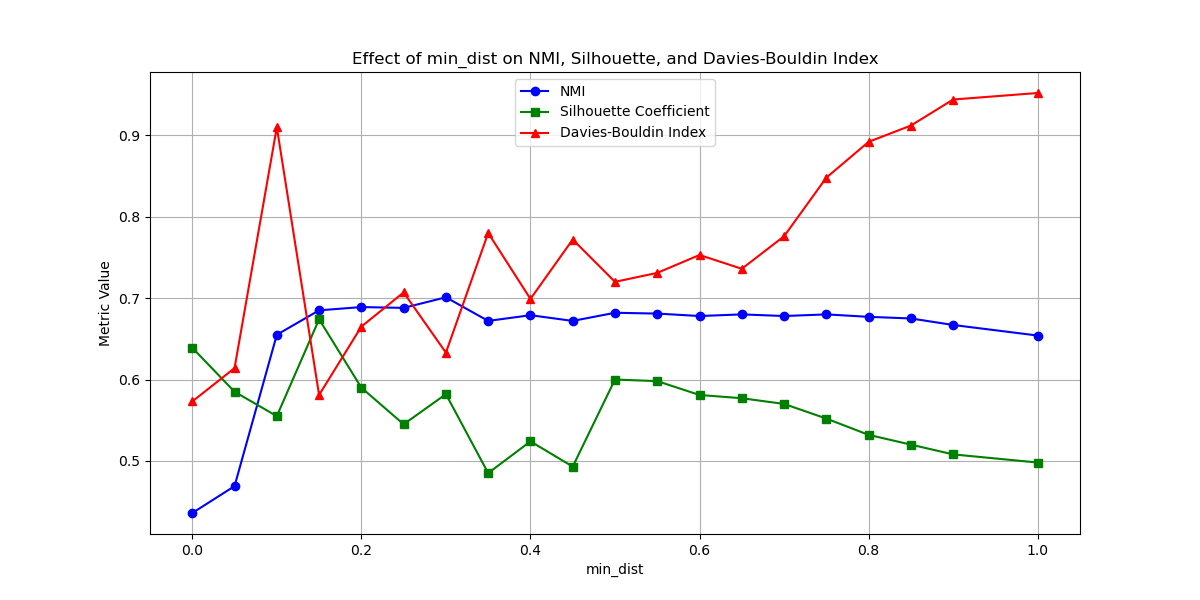 Effect of min_dist on NMI, Silhouette, and Davies-Bouldin Index
NMI
Silhouette Coefficient
Davies-Bouldin Index
Metric Value
0.9
0.8
0.7
0.6
0.5
0.0 0.2 0.4 0.6 0.8 1.0
min_dist